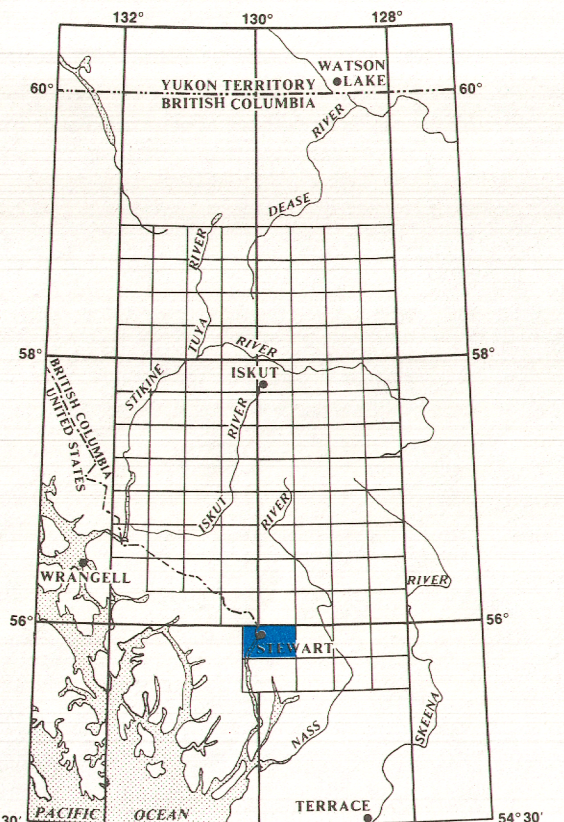 132° 130° 128°
WATSON
LAKE
60° YUKON TERRITORY 60°
BRITISH COLUMBIA
RIVER
DEASE
RIVER
TUYA
RIVER
58° 58°
ISKUT
STIKINE
BRITISH COLUMBIA
UNITED STATES
RIVER
ISKUT
RIVER
WRANGELL
RIVER
56° 56°
STEWART
SKEENA
NASS
TERRACE
30' PACIFIC OCEAN 54°30'